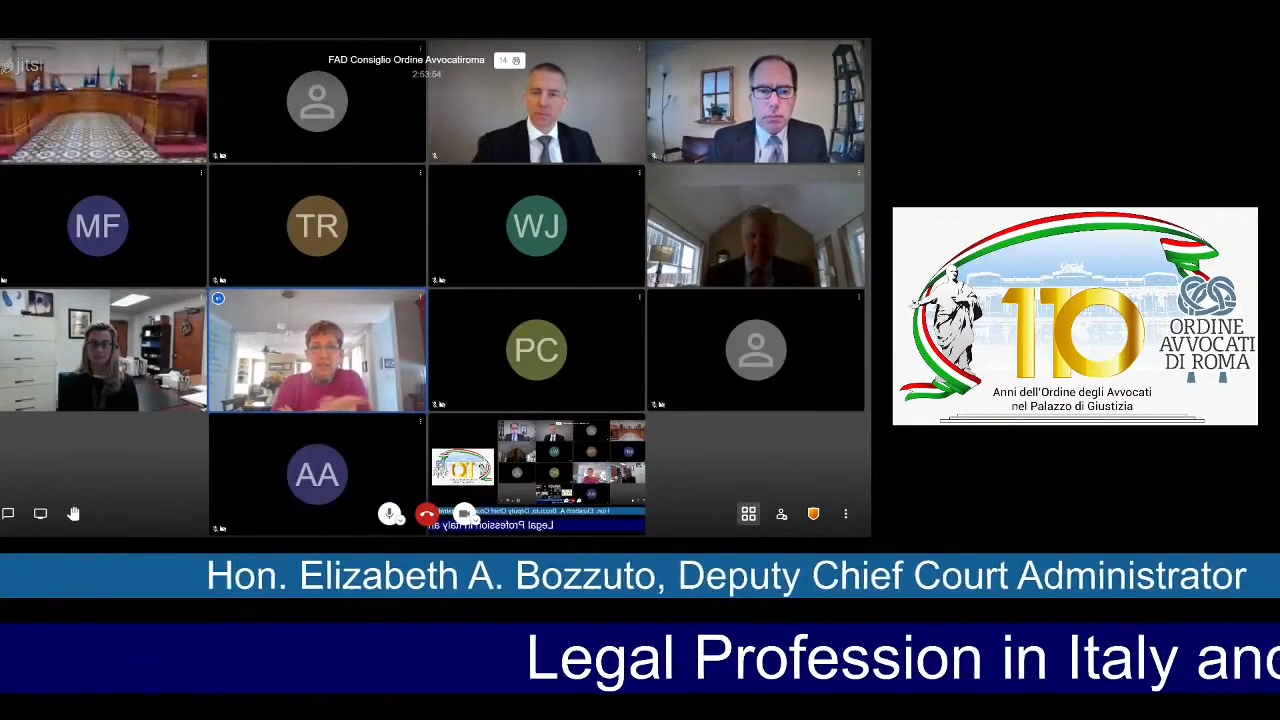 jitsi
FAD Consiglio Ordine Avvocatiroma
14
2:53:54
MF
TR
WJ
PC
AA
110
ORDINE
AVVOCATI
DI ROMA
Anni dell'Ordine degli Avvocati
nel Palazzo di Giustizia
Hon. Elizabeth A. Bozzuto, Deputy Chief Court Administrator
Legal Profession in Italy and